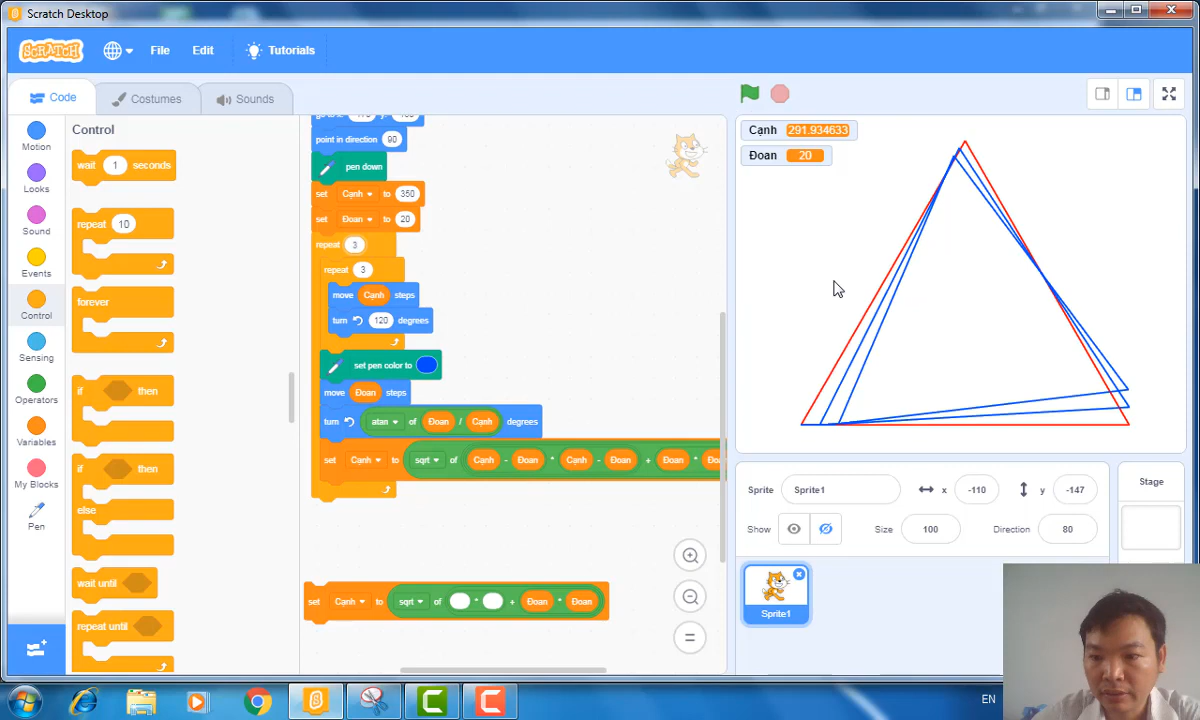 Scratch Desktop
SCRATCH
File
Edit
Tutorials
Code
Costumes
Sounds
Motion
Looks
Sound
Events
Control
Sensing
Operators
Variables
My Blocks
Pen
Control
wait 1 seconds
repeat 10
forever
if then
if then
else
wait until
repeat until
point in direction 90
pen down
set Cạnh to 350
set Đoan to 20
repeat 3
repeat 3
move Cạnh steps
turn 120 degrees
set pen color to
move Đoan steps
turn atan of Đoan / Cạnh degrees
set Cạnh to sqrt of Cạnh - Đoan * Cạnh - Đoan + Đoan *
set Cạnh to sqrt of * + Đoan * Đoan
Cạnh 291.934633
Đoan 20
Sprite Sprite1 x -110 y -147
Show Size 100 Direction 80
Sprite1
Stage
EN